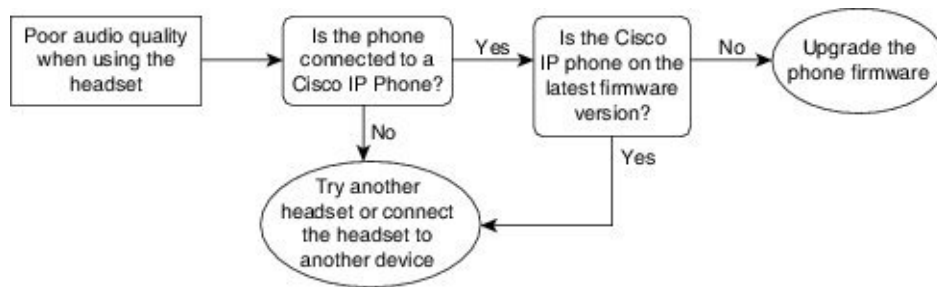 Poor audio quality
when using the
headset
Is the phone
connected to a
Cisco IP Phone?
Yes
Is the Cisco
IP phone on the
latest firmware
version?
No
Upgrade the
phone firmware
No
Yes
Try another
headset or connect
the headset to
another device